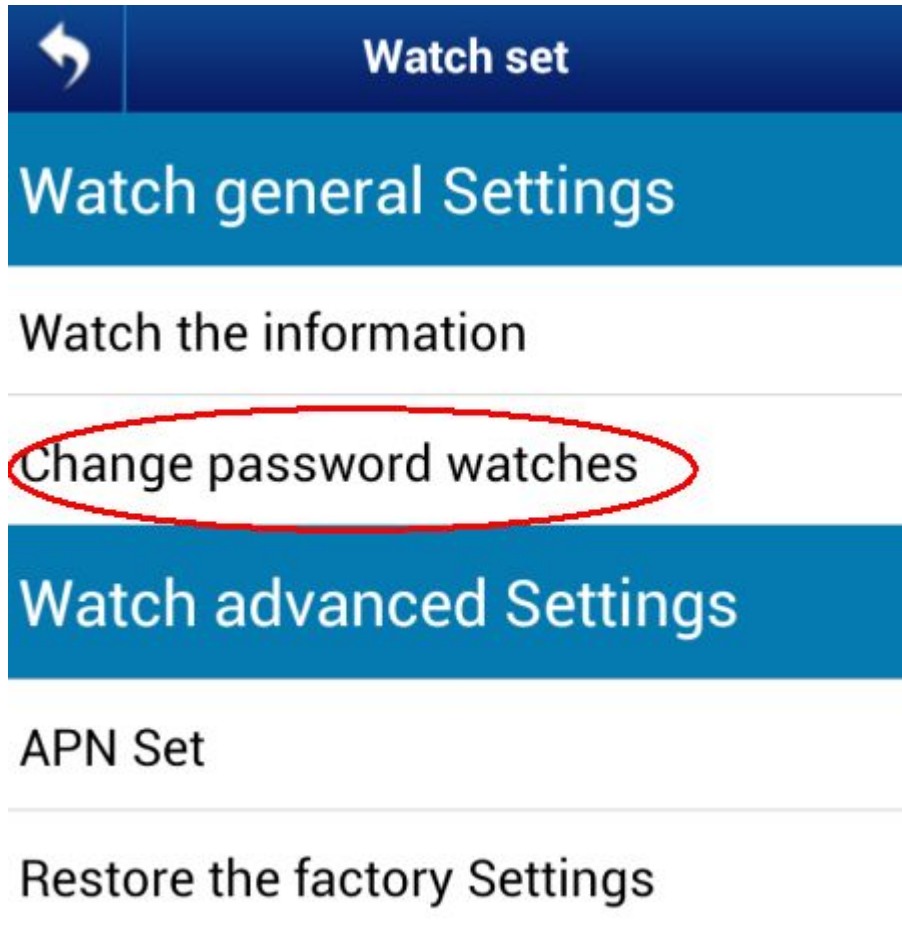 Watch set
Watch general Settings
Watch the information
Change password watches
Watch advanced Settings
APN Set
Restore the factory Settings